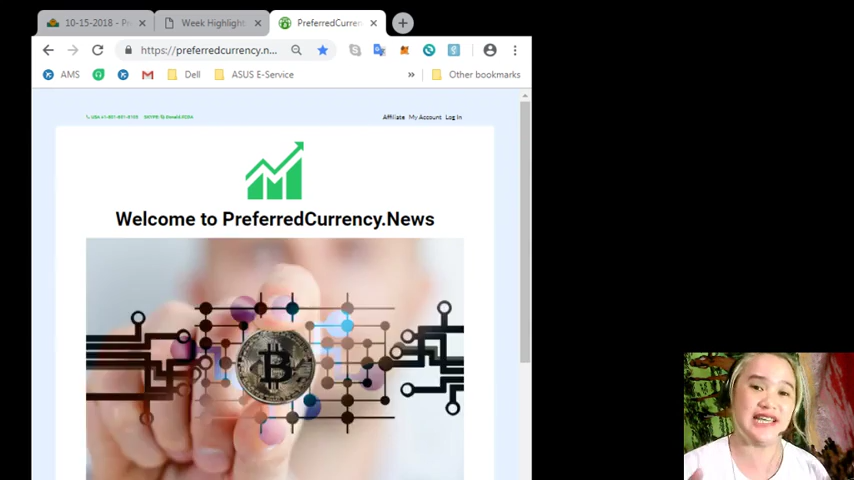 10-15-2018 - P
Week Highlight
PreferredCurren
https://preferredcurrency.n...
AMS
Dell
ASUS E-Service
»
Other bookmarks
Affiliate My Account Log In
Welcome to PreferredCurrency.News